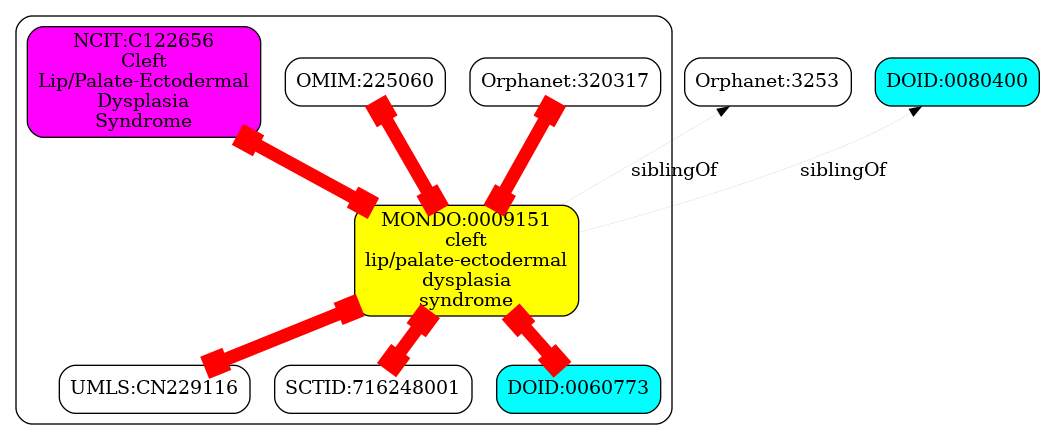 NCIT:C122656
Cleft
Lip/Palate-Ectodermal
Dysplasia
Syndrome
OMIM:225060
Orphanet:320317
Orphanet:3253
DOID:0080400
siblingOf
siblingOf
MONDO:0009151
cleft
lip/palate-ectodermal
dysplasia
syndrome
UMLS:CN229116
SCTID:716248001
DOID:0060773